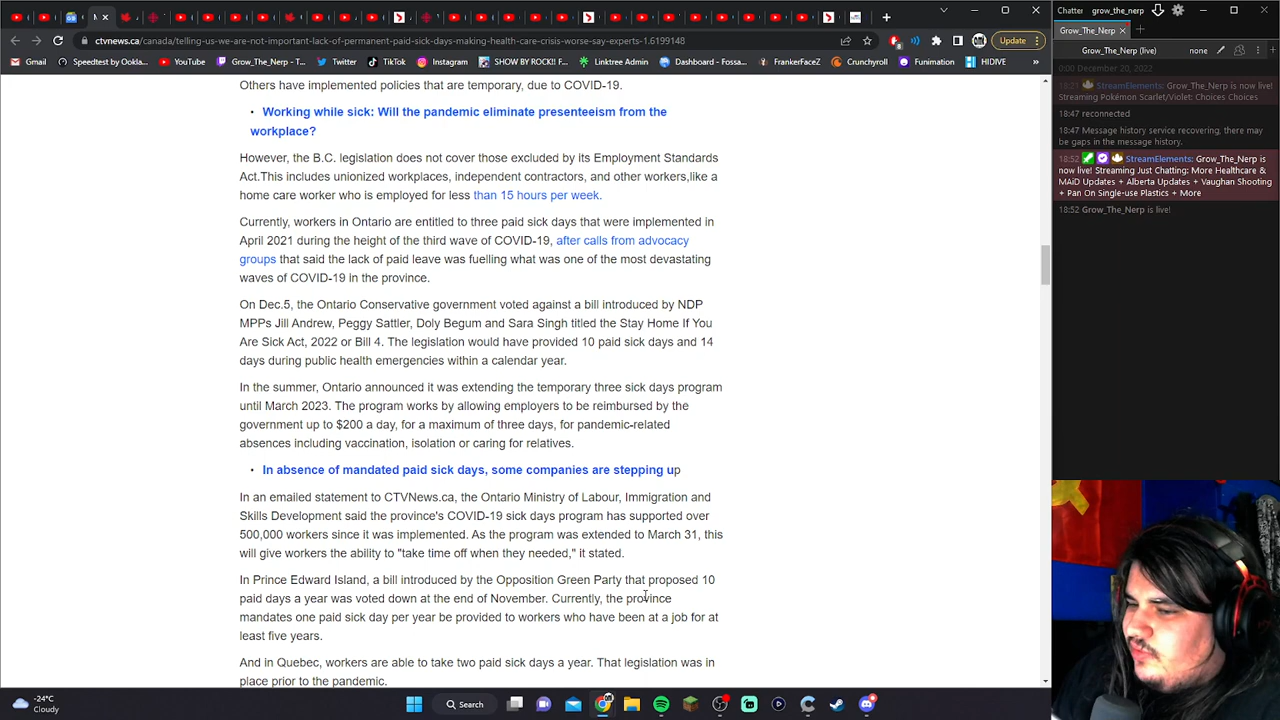 M
Update
ctvnews.ca/canada/telling-us-we-are-not-important-lack-of-permanent-paid-sick-days-making-health-care-crisis-worse-say-experts-1.6199148
Gmail Speedtest by Ookla... YouTube Grow_The_Nerp - T... Twitter TikTok Instagram SHOW BY ROCK!! F... Linktree Admin Dashboard - Fossa... FrankerFaceZ Crunchyroll Funimation HIDIVE
Others have implemented policies that are temporary, due to COVID-19.
• Working while sick: Will the pandemic eliminate presenteeism from the
workplace?
However, the B.C. legislation does not cover those excluded by its Employment Standards
Act.This includes unionized workplaces, independent contractors, and other workers,like a
home care worker who is employed for less than 15 hours per week.
Currently, workers in Ontario are entitled to three paid sick days that were implemented in
April 2021 during the height of the third wave of COVID-19, after calls from advocacy
groups that said the lack of paid leave was fuelling what was one of the most devastating
waves of COVID-19 in the province.
On Dec.5, the Ontario Conservative government voted against a bill introduced by NDP
MPPs Jill Andrew, Peggy Sattler, Doly Begum and Sara Singh titled the Stay Home If You
Are Sick Act, 2022 or Bill 4. The legislation would have provided 10 paid sick days and 14
days during public health emergencies within a calendar year.
In the summer, Ontario announced it was extending the temporary three sick days program
until March 2023. The program works by allowing employers to be reimbursed by the
government up to $200 a day, for a maximum of three days, for pandemic-related
absences including vaccination, isolation or caring for relatives.
• In absence of mandated paid sick days, some companies are stepping up
In an emailed statement to CTVNews.ca, the Ontario Ministry of Labour, Immigration and
Skills Development said the province's COVID-19 sick days program has supported over
500,000 workers since it was implemented. As the program was extended to March 31, this
will give workers the ability to "take time off when they needed," it stated.
In Prince Edward Island, a bill introduced by the Opposition Green Party that proposed 10
paid days a year was voted down at the end of November. Currently, the province
mandates one paid sick day per year be provided to workers who have been at a job for at
least five years.
And in Quebec, workers are able to take two paid sick days a year. That legislation was in
place prior to the pandemic.
Chatter grow_the_nerp
Grow_The_Nerp
Grow_The_Nerp (live) none
0:00 December 20, 2022
18:21 StreamElements: Grow_The_Nerp is now live!
Streaming Pokémon Scarlet/Violet: Choices Choices
18:47 reconnected
18:47 Message history service recovering, there may
be gaps in the message history.
18:52 StreamElements: Grow_The_Nerp is
now live! Streaming Just Chatting: More Healthcare &
MAiD Updates + Alberta Updates + Vaughan Shooting
+ Pan On Single-use Plastics + More
18:52 Grow_The_Nerp is live!
-24°C
Cloudy
Search